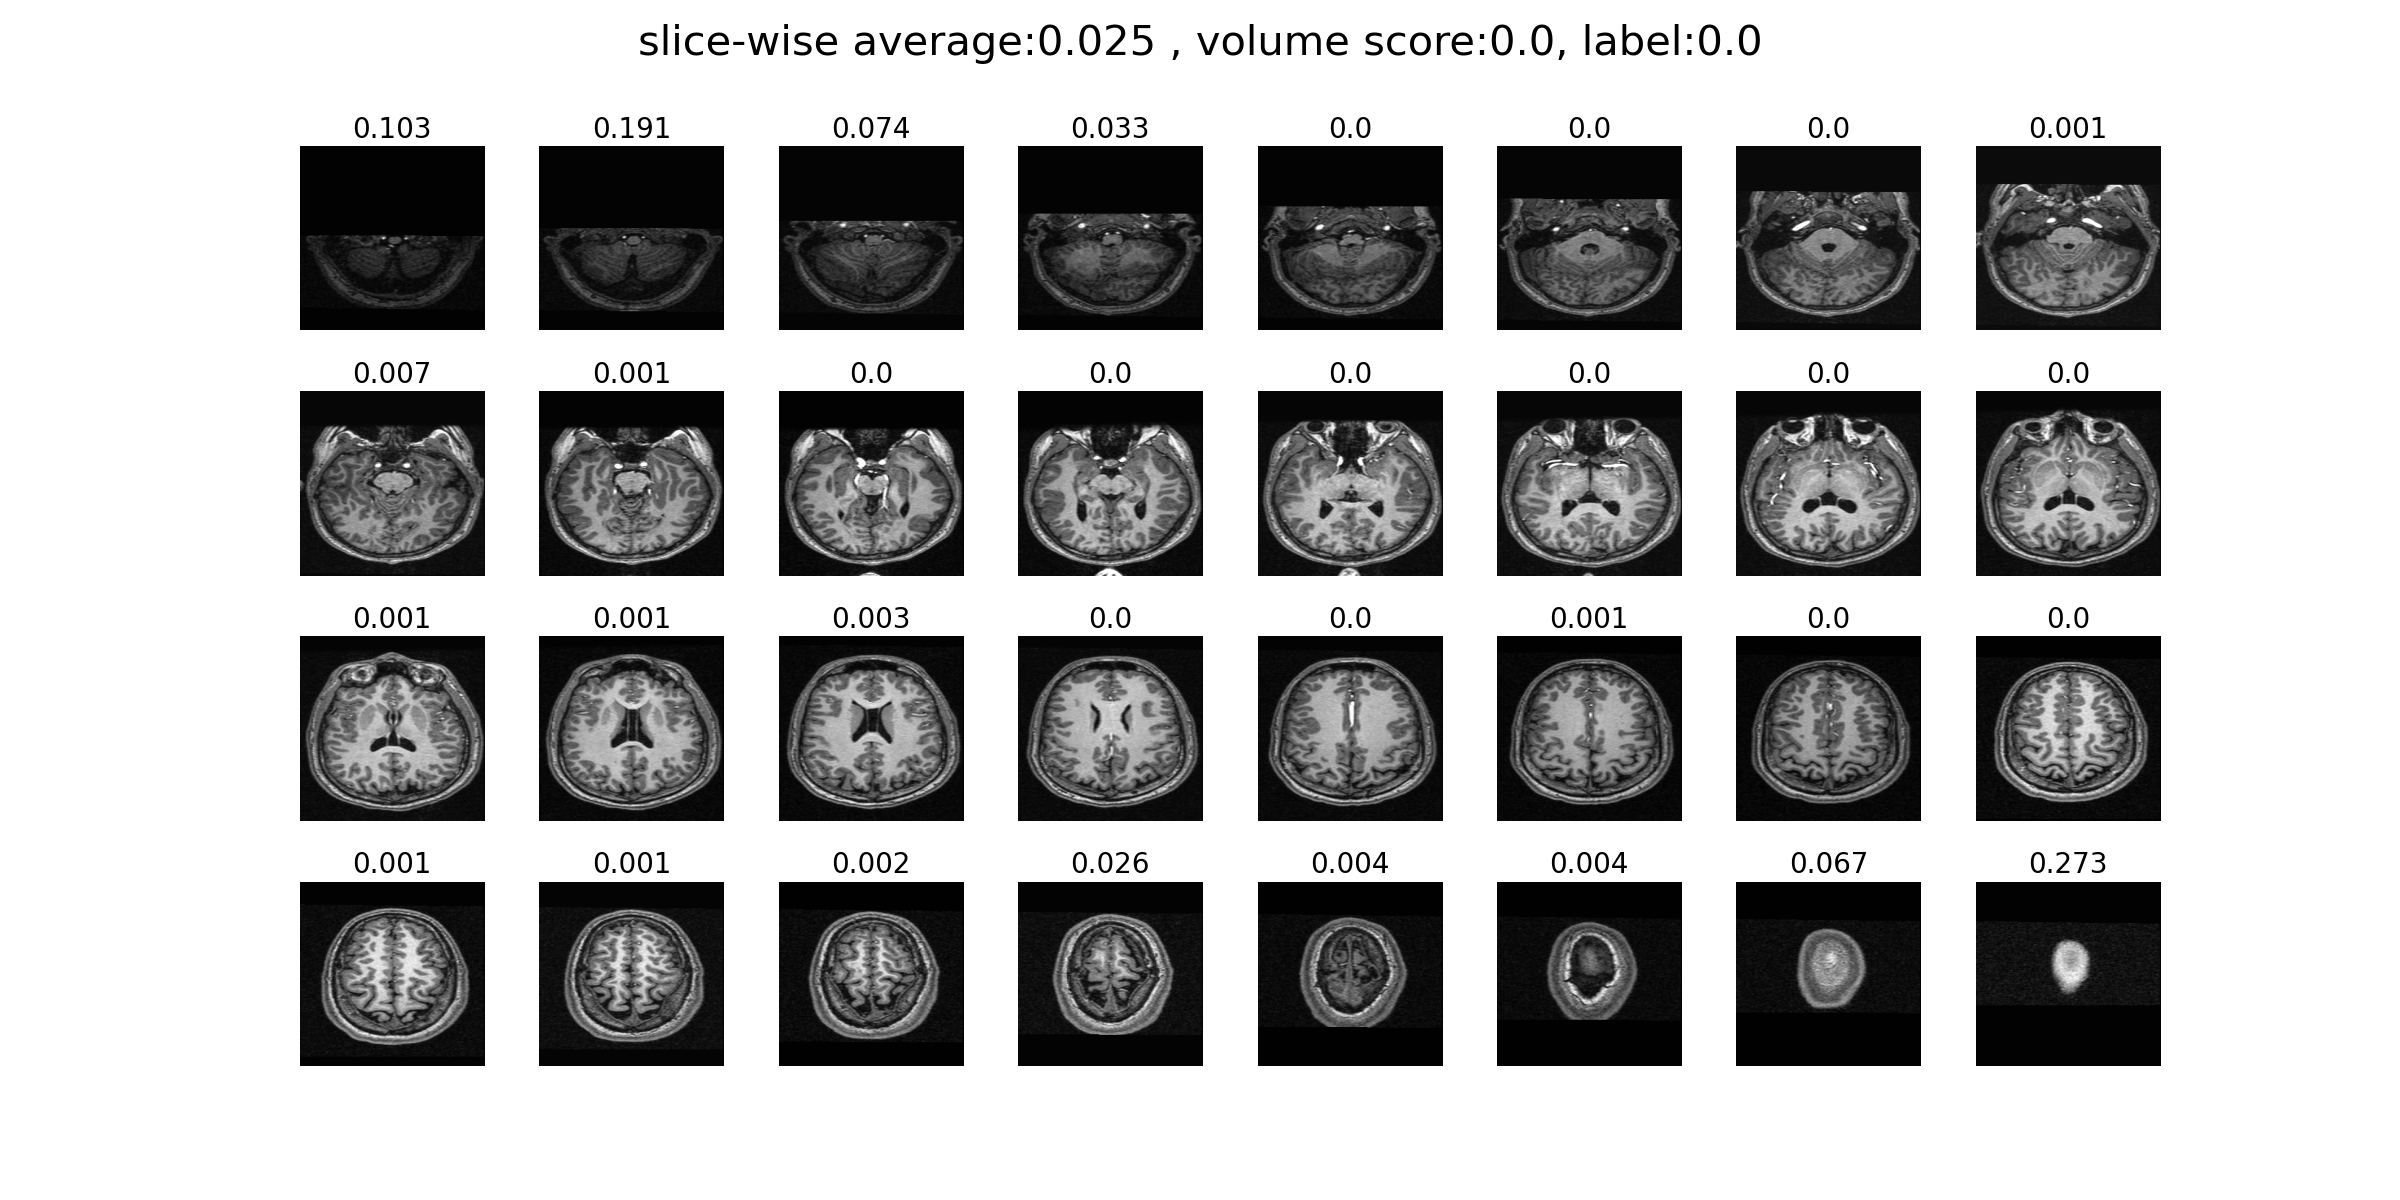 slice-wise average:0.025 , volume score:0.0, label:0.0
0.103 0.191 0.074 0.033 0.0 0.0 0.0 0.001
0.007 0.001 0.0 0.0 0.0 0.0 0.0 0.0
0.001 0.001 0.003 0.0 0.0 0.001 0.0 0.0
0.001 0.001 0.002 0.026 0.004 0.004 0.067 0.273